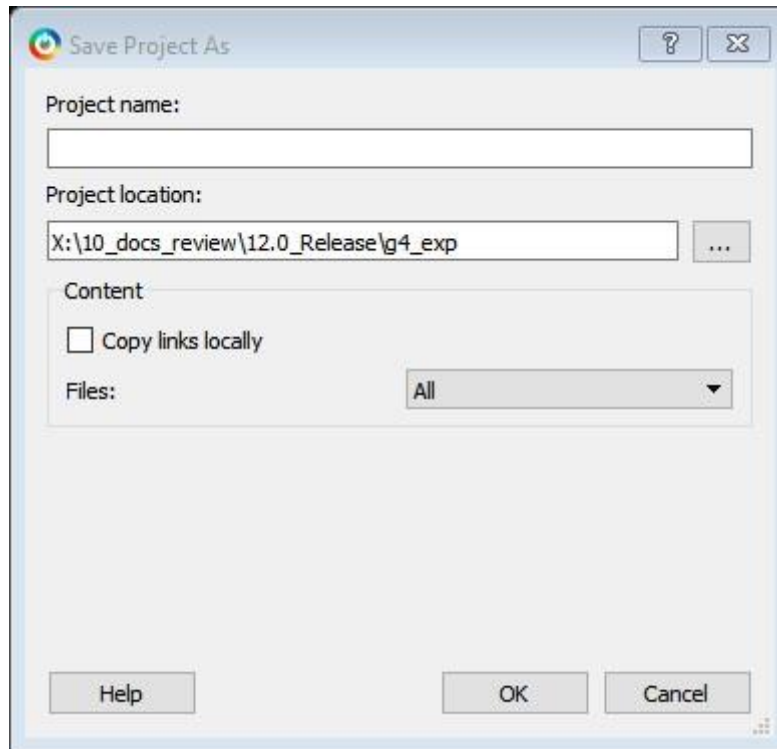 Save Project As
Project name:
Project location:
X:\10_docs_review\12.0_Release\g4_exp
...
Content
Copy links locally
Files:
All
Help
OK
Cancel